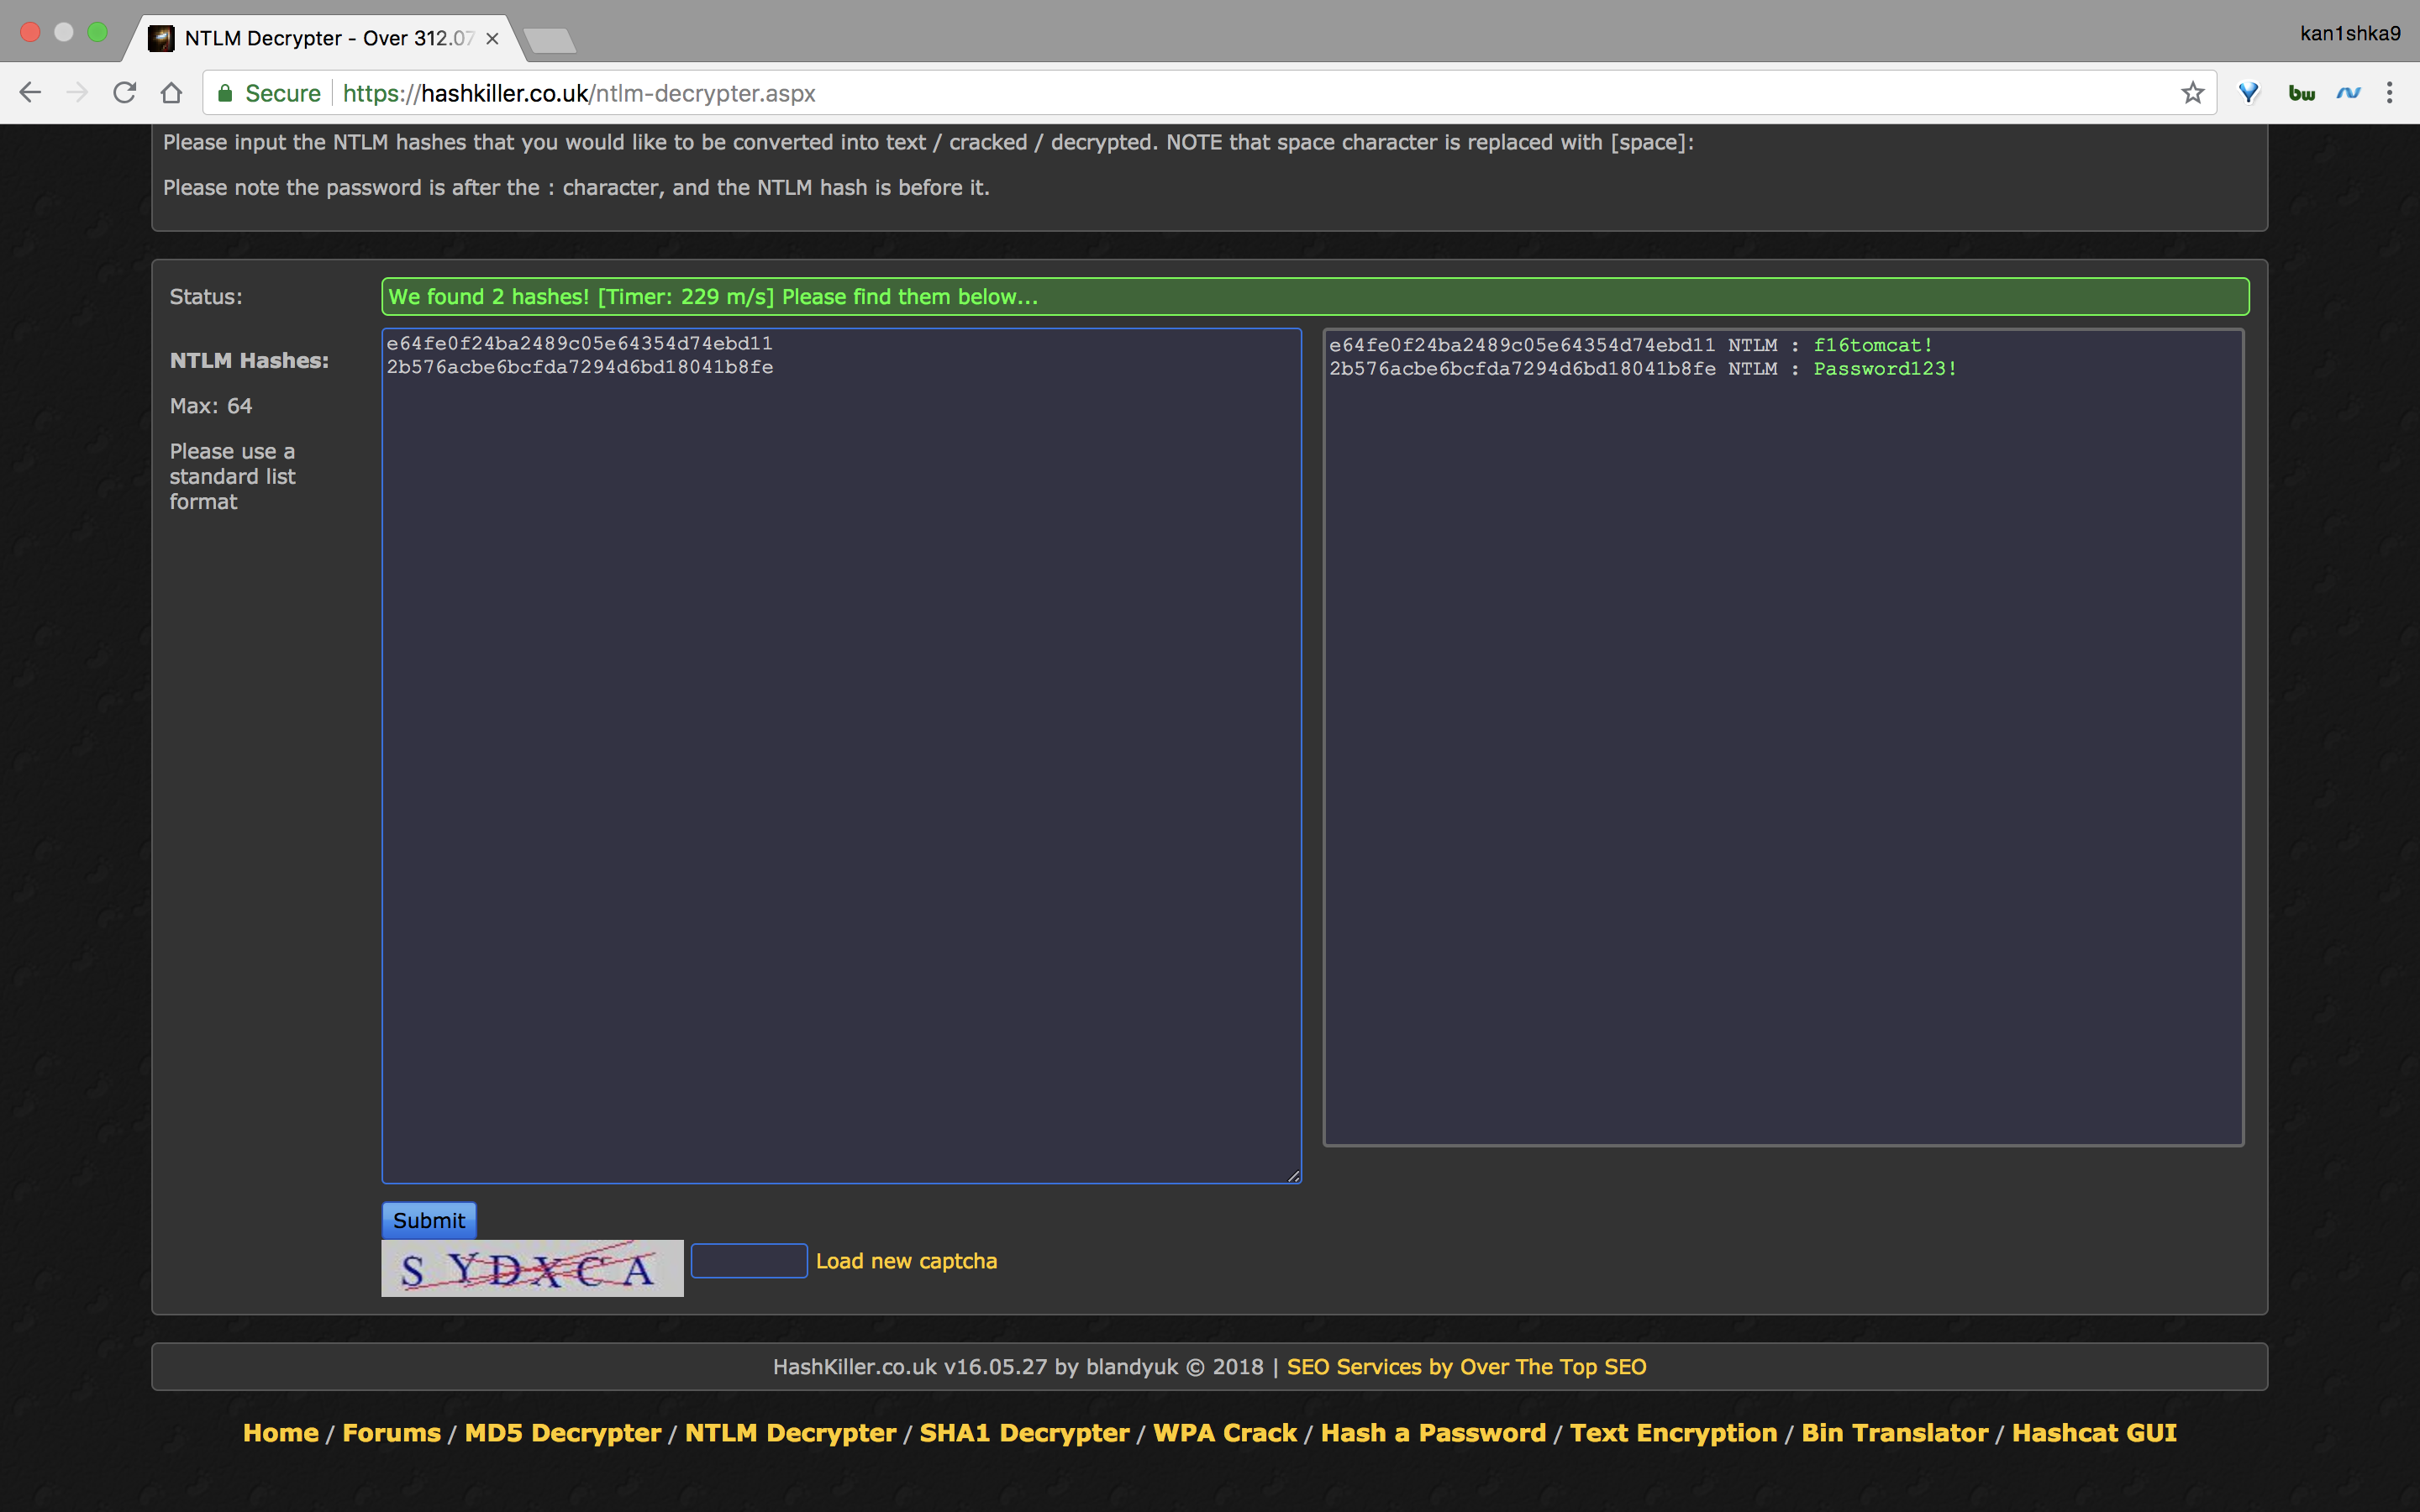 NTLM Decrypter - Over 312.07
kan1shka9
Secure https://hashkiller.co.uk/ntlm-decrypter.aspx
bw
Please input the NTLM hashes that you would like to be converted into text / cracked / decrypted. NOTE that space character is replaced with [space]:
Please note the password is after the : character, and the NTLM hash is before it.
Status:
We found 2 hashes! [Timer: 229 m/s] Please find them below...
NTLM Hashes:
Max: 64
Please use a
standard list
format
e64fe0f24ba2489c05e64354d74ebd11
2b576acbe6bcfda7294d6bd18041b8fe
e64fe0f24ba2489c05e64354d74ebd11 NTLM : f16tomcat!
2b576acbe6bcfda7294d6bd18041b8fe NTLM : Password123!
Submit
SYDXCA
Load new captcha
HashKiller.co.uk v16.05.27 by blandyuk © 2018 | SEO Services by Over The Top SEO
Home / Forums / MD5 Decrypter / NTLM Decrypter / SHA1 Decrypter / WPA Crack / Hash a Password / Text Encryption / Bin Translator / Hashcat GUI